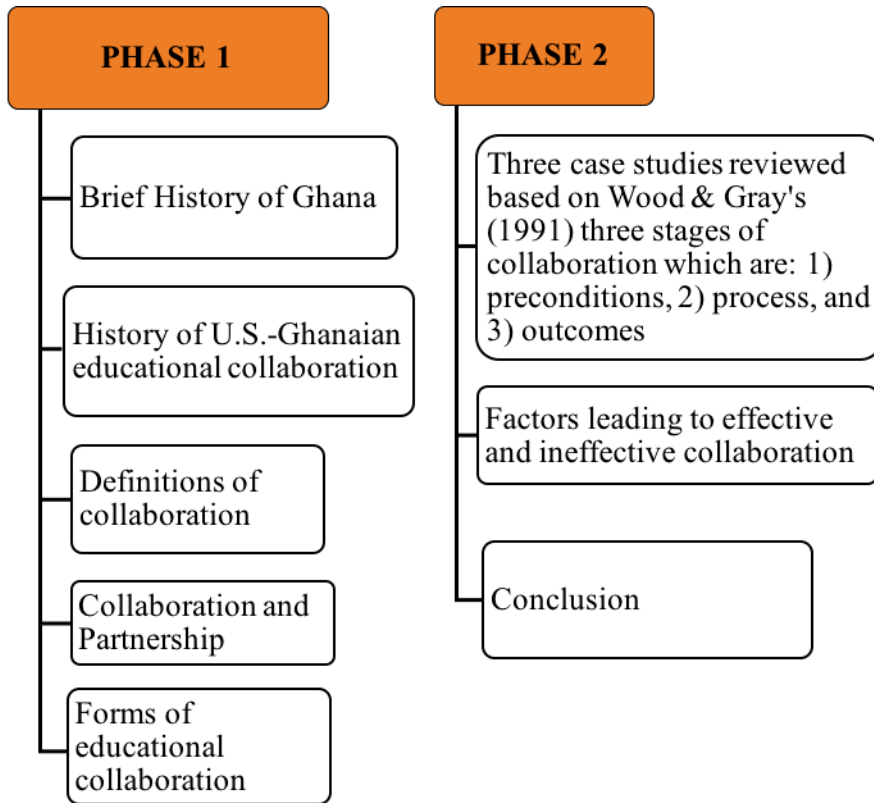 PHASE 1
Brief History of Ghana
History of U.S.-Ghanaian
educational collaboration
Definitions of
collaboration
Collaboration and
Partnership
Forms of
educational
collaboration
PHASE 2
Three case studies reviewed
based on Wood & Gray's
(1991) three stages of
collaboration which are: 1)
preconditions, 2) process, and
3) outcomes
Factors leading to effective
and ineffective collaboration
Conclusion